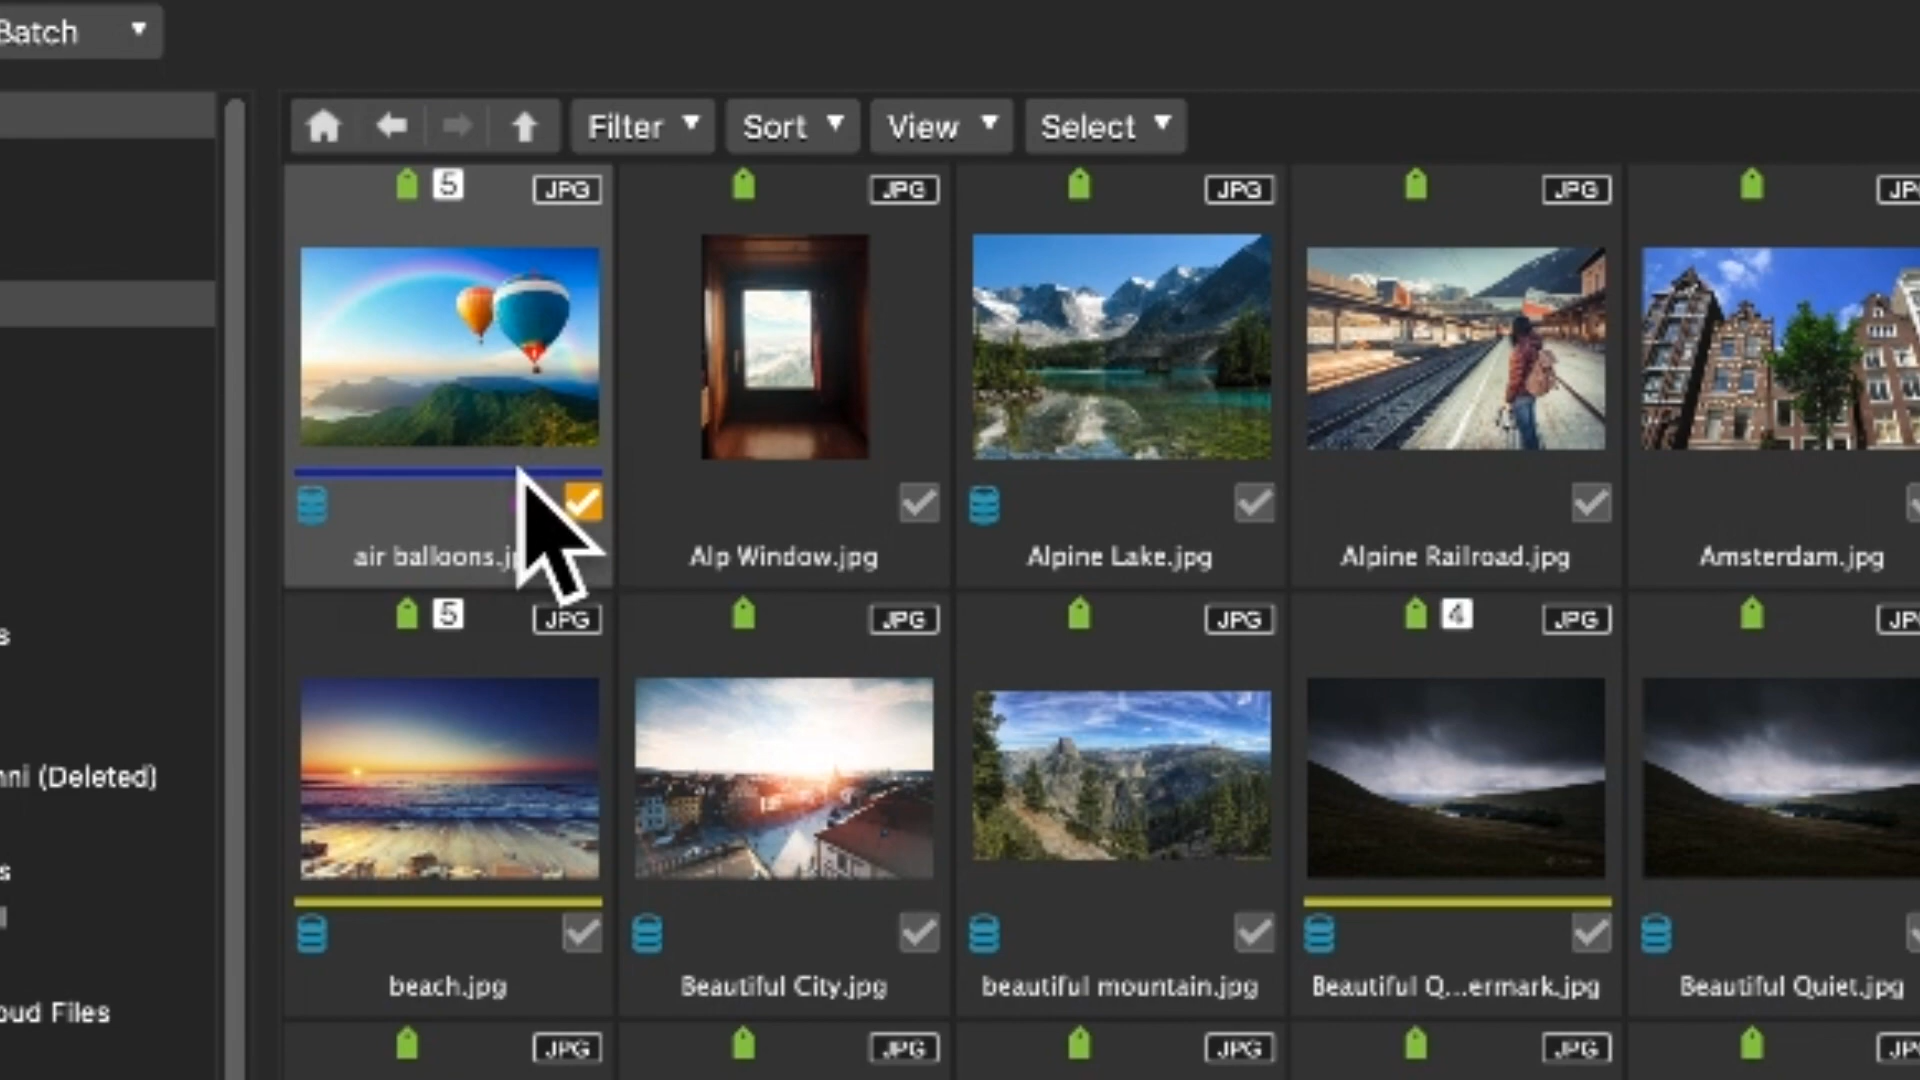 Batch
Filter Sort View Select
5 JPG JPG JPG JPG
air balloons.j Alp Window.jpg Alpine Lake.jpg Alpine Railroad.jpg Amsterdam.jpg
5 JPG JPG JPG 4 JPG
nni (Deleted)
beach.jpg Beautiful City.jpg beautiful mountain.jpg Beautiful Q...ermark.jpg Beautiful Quiet.jpg
oud Files
JPG JPG JPG JPG